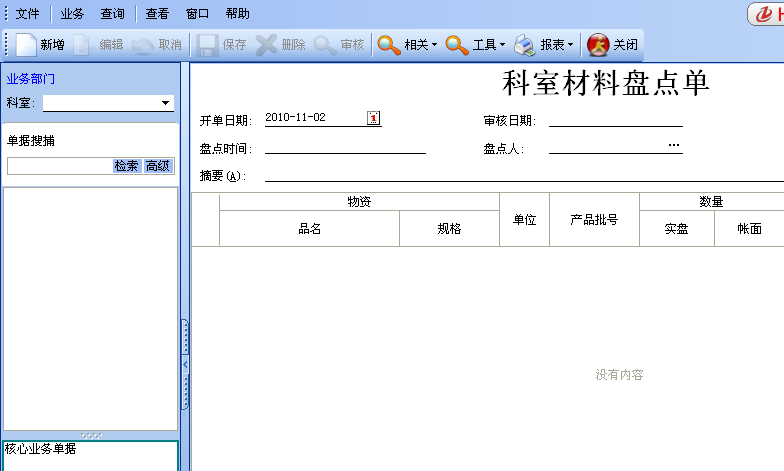 文件 业务 查询 查看 窗口 帮助
新增 编辑 取消 保存 删除 审核 相关 工具 报表 关闭
业务部门
科室:
单据搜捕
检索 高级
核心业务单据
科室材料盘点单
开单日期: 2010-11-02 审核日期:
盘点时间: 盘点人: ...
摘要(A):
物资 单位 产品批号 数量
品名 规格 实盘 帐面
没有内容